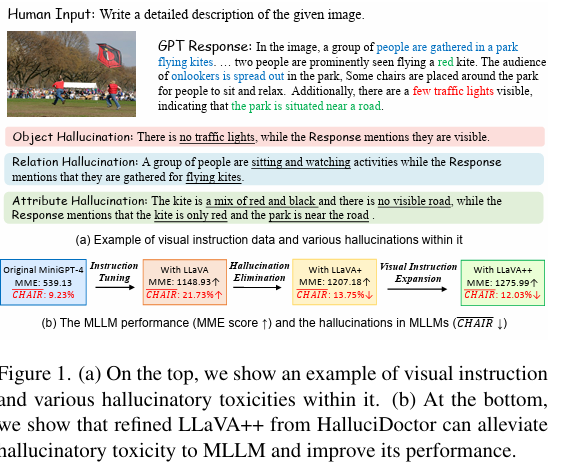 Human Input: Write a detailed description of the given image.
GPT Response: In the image, a group of people are gathered in a park
flying kites. … two people are prominently seen flying a red kite. The audience
of onlookers is spread out in the park, Some chairs are placed around the park
for people to sit and relax. Additionally, there are a few traffic lights visible,
indicating that the park is situated near a road.
Object Hallucination: There is no traffic lights, while the Response mentions they are visible.
Relation Hallucination: A group of people are sitting and watching activities while the Response
mentions that they are gathered for flying kites.
Attribute Hallucination: The kite is a mix of red and black and there is no visible road, while the
Response mentions that the kite is only red and the park is near the road .
(a) Example of visual instruction data and various hallucinations within it
Original MiniGPT-4
MME: 539.13
CHAIR: 9.23%
Instruction
Tuning
With LLaVA
MME: 1148.93↑
CHAIR: 21.73%↑
Hallucination
Elimination
With LLaVA+
MME: 1207.18↑
CHAIR: 13.75%↓
Visual Instruction
Expansion
With LLaVA++
MME: 1275.99↑
CHAIR: 12.03%↓
(b) The MLLM performance (MME score ↑) and the hallucinations in MLLMs (CHAIR ↓)
Figure 1. (a) On the top, we show an example of visual instruction
and various hallucinatory toxicities within it. (b) At the bottom,
we show that refined LLaVA++ from HalluciDoctor can alleviate
hallucinatory toxicity to MLLM and improve its performance.